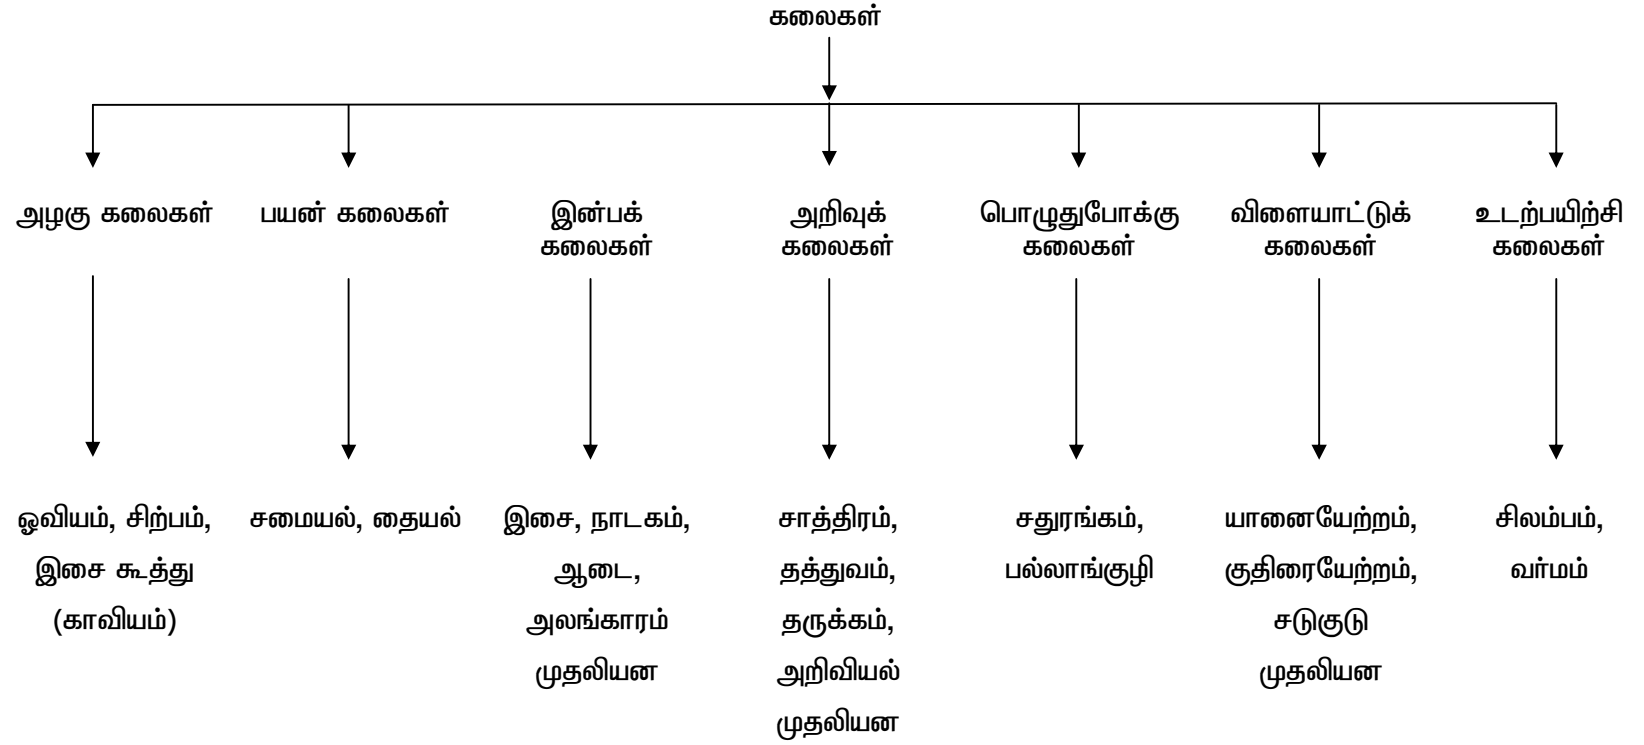 கலைகள்
அழகு கலைகள்
பயன் கலைகள்
இன்பக்
கலைகள்
அறிவுக்
கலைகள்
பொழுதுபோக்கு
கலைகள்
விளையாட்டுக்
கலைகள்
உடற்பயிற்சி
கலைகள்
ஓவியம், சிற்பம்,
இசை கூத்து
(காவியம்)
சமையல், தையல்
இசை, நாடகம்,
ஆடை,
அலங்காரம்
முதலியன
சாத்திரம்,
தத்துவம்,
தருக்கம்,
அறிவியல்
முதலியன
சதுரங்கம்,
பல்லாங்குழி
யானையேற்றம்,
குதிரையேற்றம்,
சடுகுடு
முதலியன
சிலம்பம்,
வர்மம்